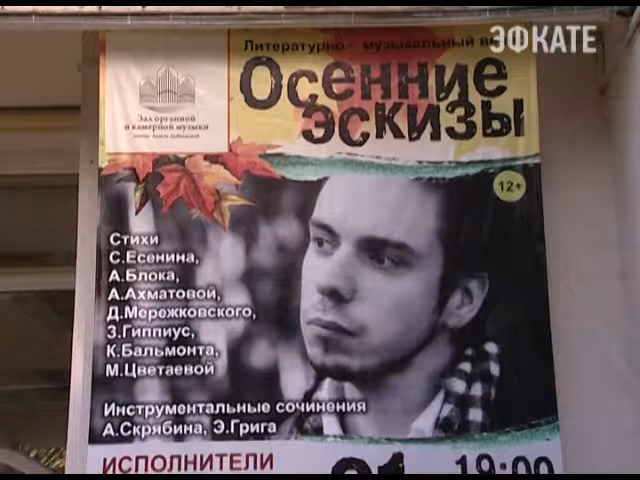 ЭФКАТЕ
Литературно - музыкальный
Осенние
эскизы
Зал органной
и камерной музыки
12+
Стихи
С.Есенина,
А.Блока,
А.Ахматовой,
Д.Мережковского,
З.Гиппиус,
К.Бальмонта,
М.Цветаевой
Инструментальные сочинения
А.Скрябина, Э.Грига
ИСПОЛНИТЕЛИ
21
19:00